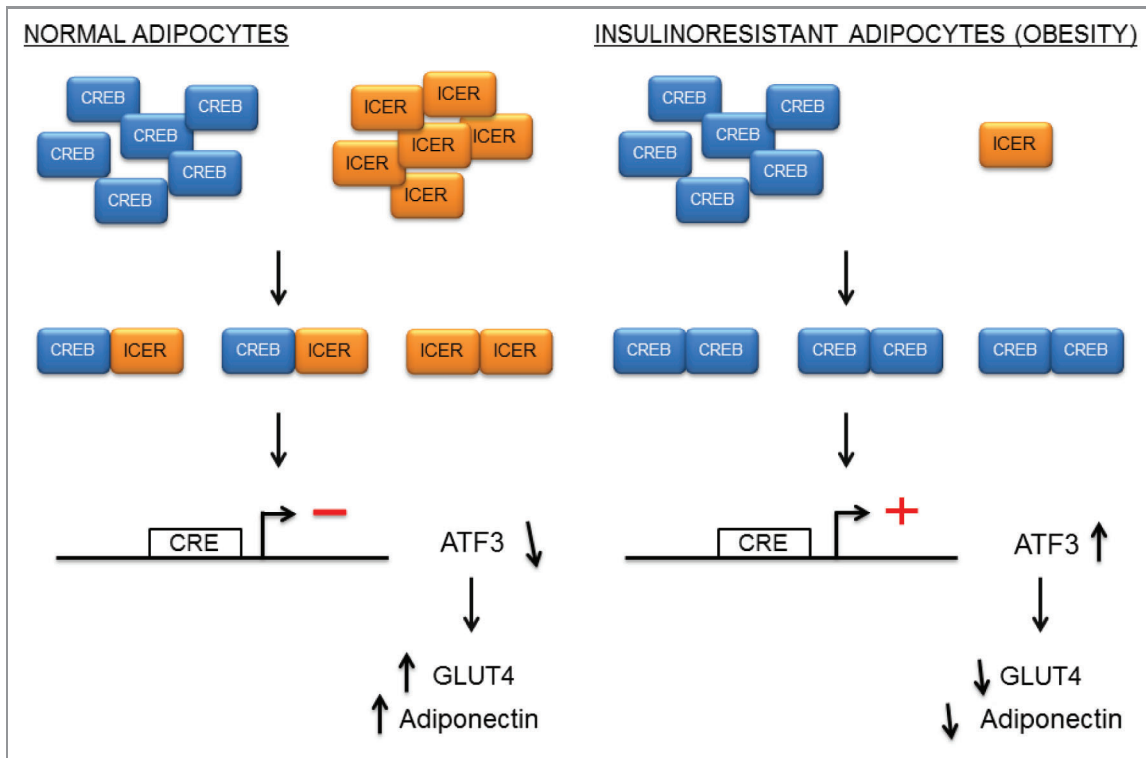 NORMAL ADIPOCYTES
CREB
CREB
CREB
CREB
CREB
CREB
ICER
ICER
ICER
ICER
ICER
ICER
CREB ICER
CREB ICER
ICER ICER
CRE
−
ATF3
GLUT4
Adiponectin
INSULINORESISTANT ADIPOCYTES (OBESITY)
CREB
CREB
CREB
CREB
CREB
CREB
ICER
CREB CREB
CREB CREB
CREB CREB
CRE
+
ATF3
GLUT4
Adiponectin